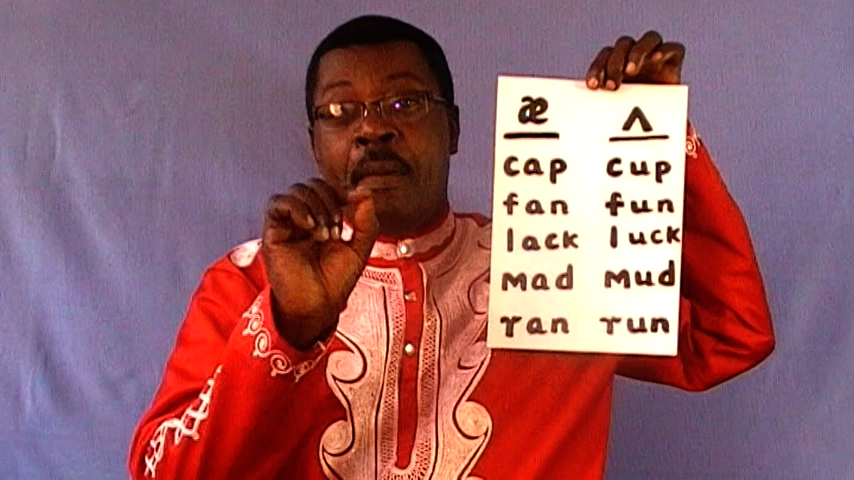 æ ʌ
cap cup
fan fun
lack luck
mad mud
ran run